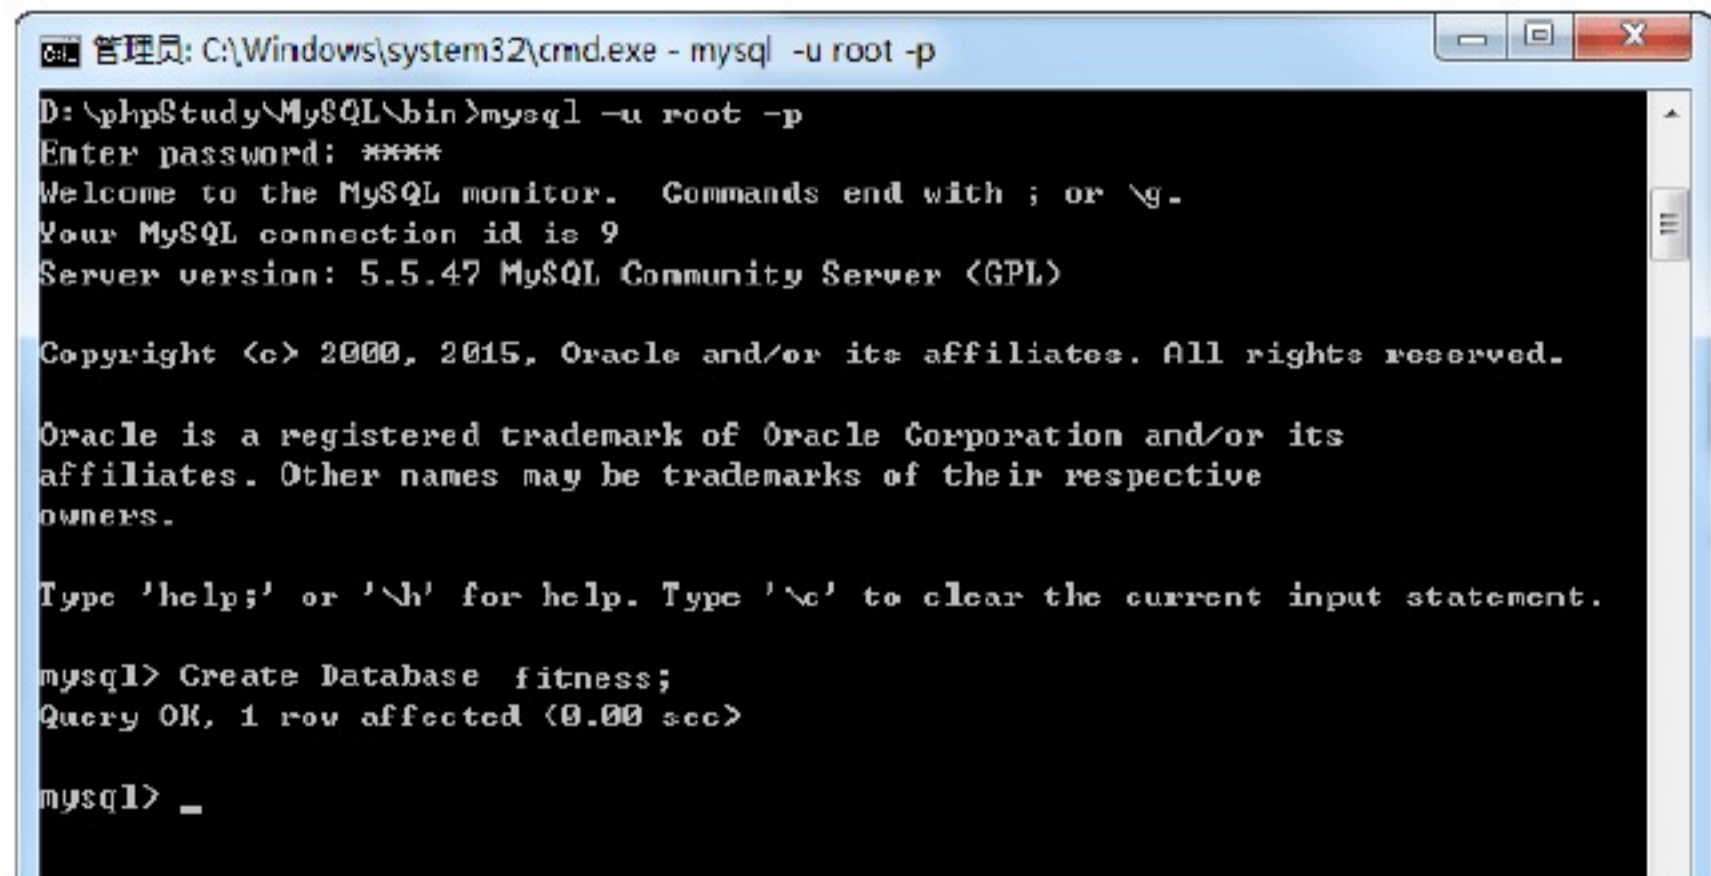 管理员: C:\Windows\system32\cmd.exe - mysql -u root -p
D:\phpStudy\MySQL\bin>mysql -u root -p
Enter password: ****
Welcome to the MySQL monitor.  Commands end with ; or \g.
Your MySQL connection id is 9
Server version: 5.5.47 MySQL Community Server (GPL)
Copyright (c) 2000, 2015, Oracle and/or its affiliates. All rights reserved.
Oracle is a registered trademark of Oracle Corporation and/or its
affiliates. Other names may be trademarks of their respective
owners.
Type 'help;' or '\h' for help. Type '\c' to clear the current input statement.
mysql> Create Database fitness;
Query OK, 1 row affected (0.00 sec)
mysql> _